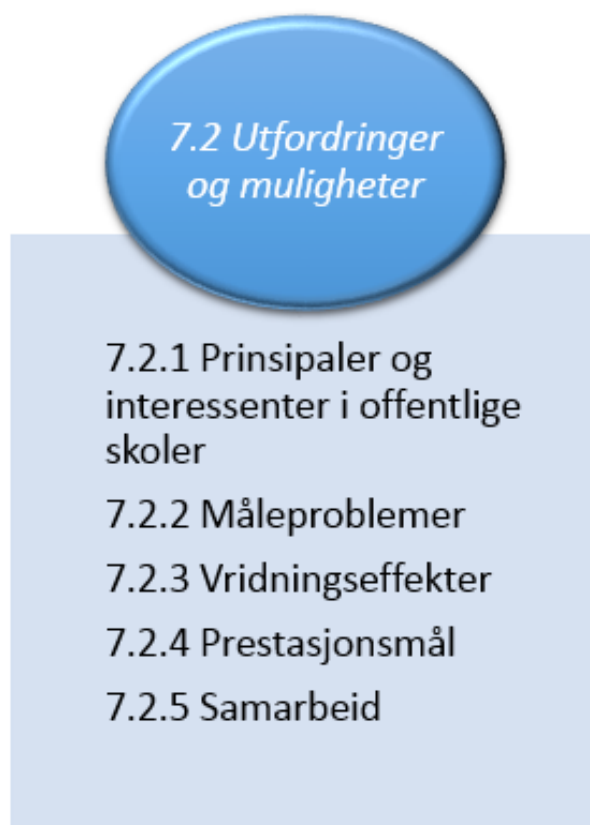 7.2 Utfordringer
og muligheter
7.2.1 Prinsipaler og
interessenter i offentlige
skoler
7.2.2 Måleproblemer
7.2.3 Vridningseffekter
7.2.4 Prestasjonsmål
7.2.5 Samarbeid